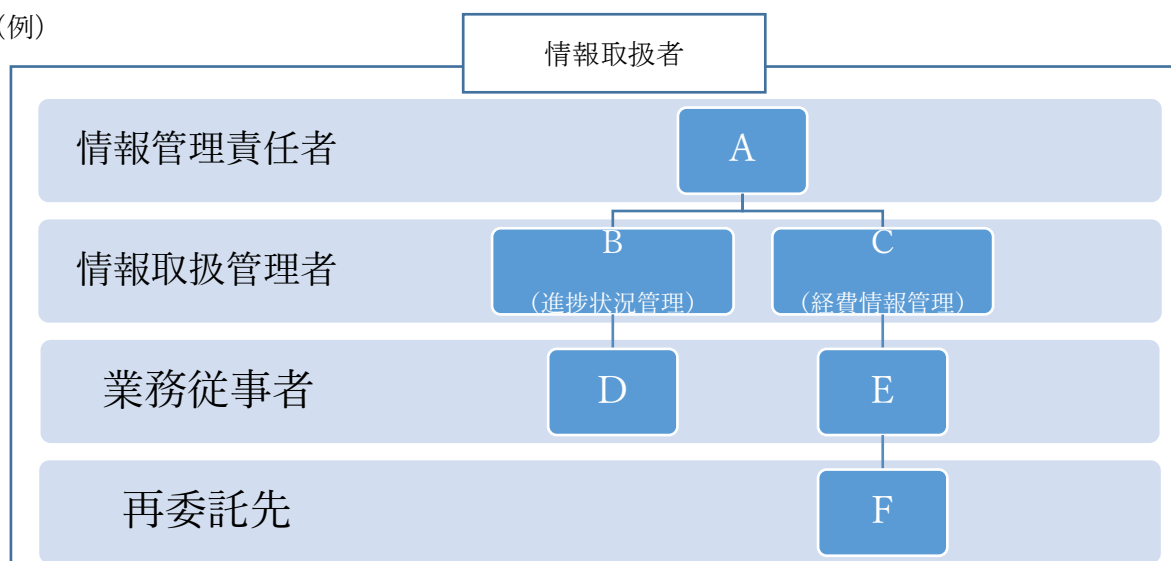 （例）
情報取扱者
情報管理責任者
A
情報取扱管理者
B
（進捗状況管理）
C
（経費情報管理）
業務従事者
D
E
再委託先
F